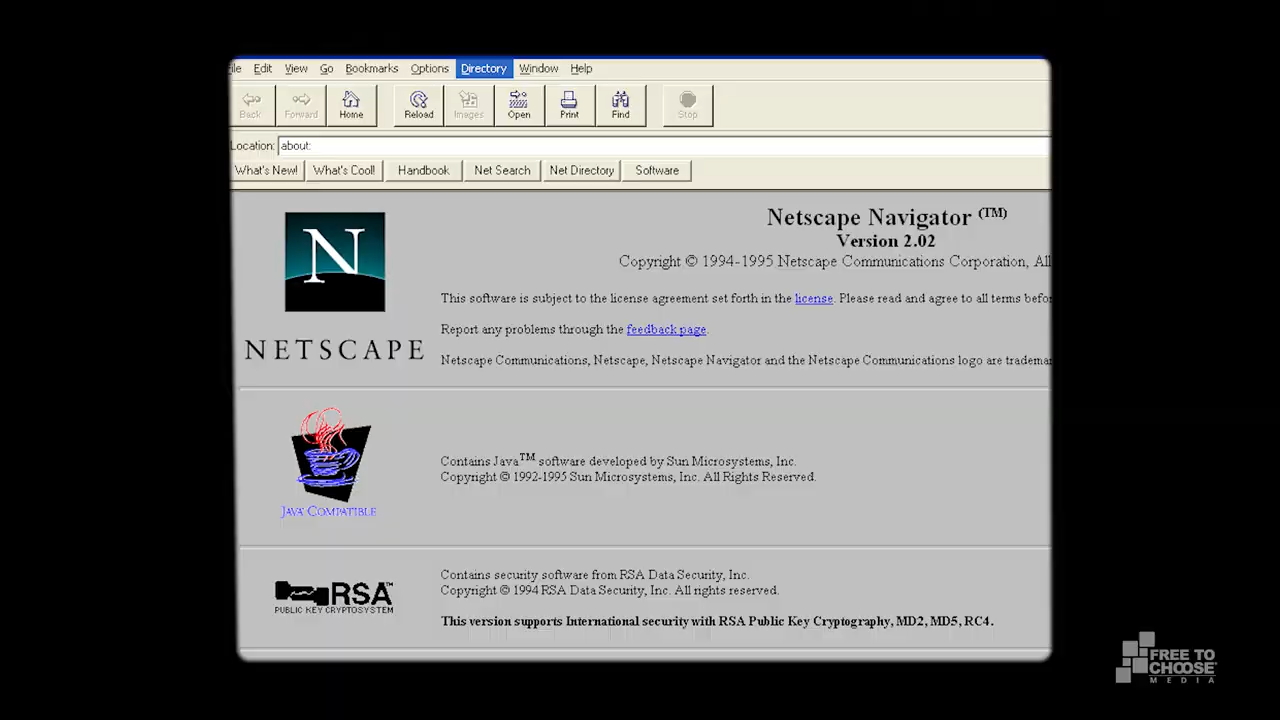 File Edit View Go Bookmarks Options Directory Window Help
Back Forward Home Reload Images Open Print Find Stop
Location: about:
What's New! What's Cool! Handbook Net Search Net Directory Software
N
NETSCAPE
Netscape Navigator (TM)
Version 2.02
Copyright © 1994-1995 Netscape Communications Corporation, All
This software is subject to the license agreement set forth in the license. Please read and agree to all terms before
Report any problems through the feedback page.
Netscape Communications, Netscape, Netscape Navigator and the Netscape Communications logo are tradema
JAVA COMPATIBLE
Contains Java™ software developed by Sun Microsystems, Inc.
Copyright © 1992-1995 Sun Microsystems, Inc. All Rights Reserved.
RSA™
PUBLIC KEY CRYPTOSYSTEM
Contains security software from RSA Data Security, Inc.
Copyright © 1994 RSA Data Security, Inc. All rights reserved.
This version supports International security with RSA Public Key Cryptography, MD2, MD5, RC4.
FREE TO
CHOOSE
MEDIA